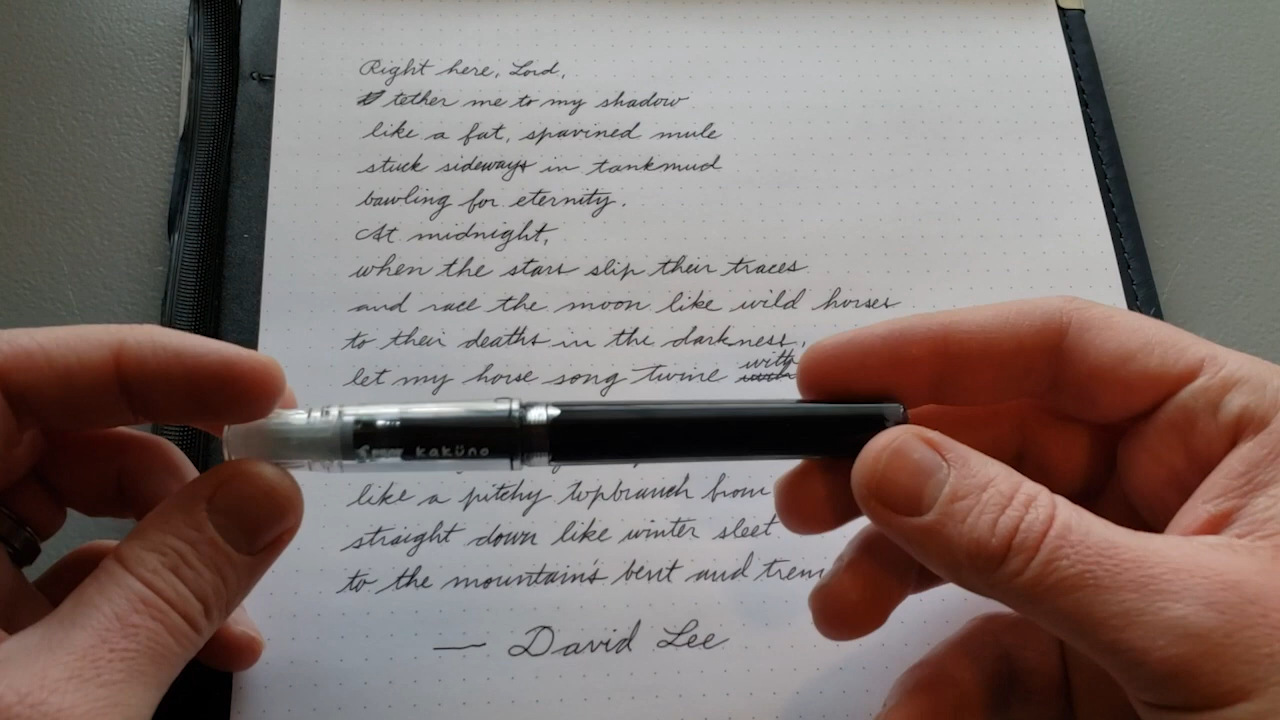 Right here, Lord,
tether me to my shadow
like a fat, spavined mule
stuck sideways in tankmud
bawling for eternity.
At midnight,
when the stars slip their traces
and race the moon like wild horses
to their deaths in the darkness,
let my horse song twine with
kaküno
like a pitchy topbranch from
straight down like winter sleet
to the mountain's bent and trem
— David Lee